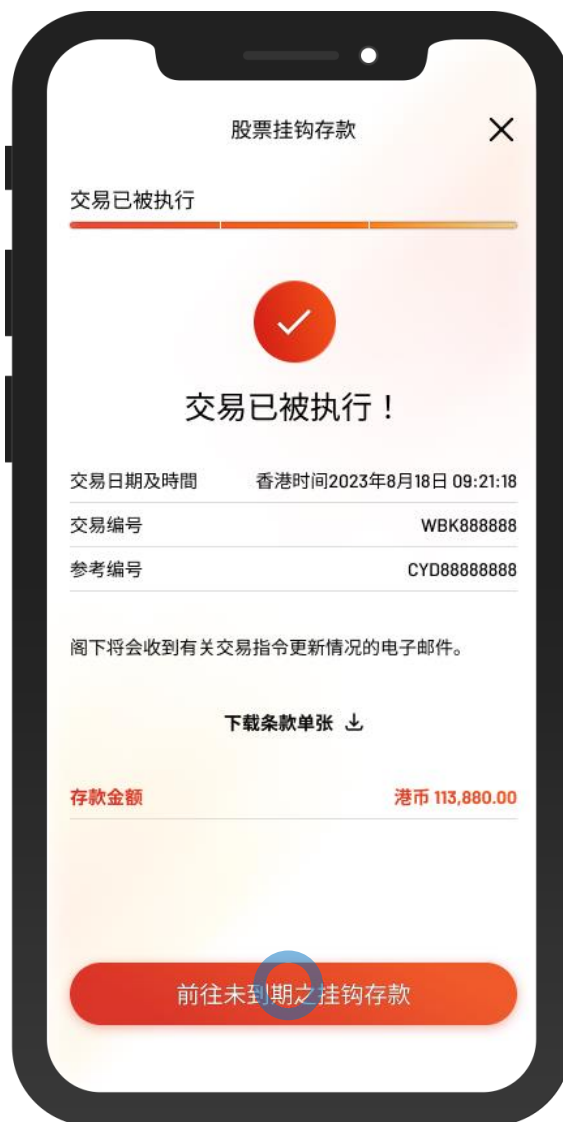 股票挂钩存款
交易已被执行
交易已被执行！
交易日期及時間 香港时间2023年8月18日 09:21:18
交易编号 WBK888888
参考编号 CYD88888888
阁下将会收到有关交易指令更新情况的电子邮件。
下载条款单张
存款金额 港币 113,880.00
前往未到期之挂钩存款